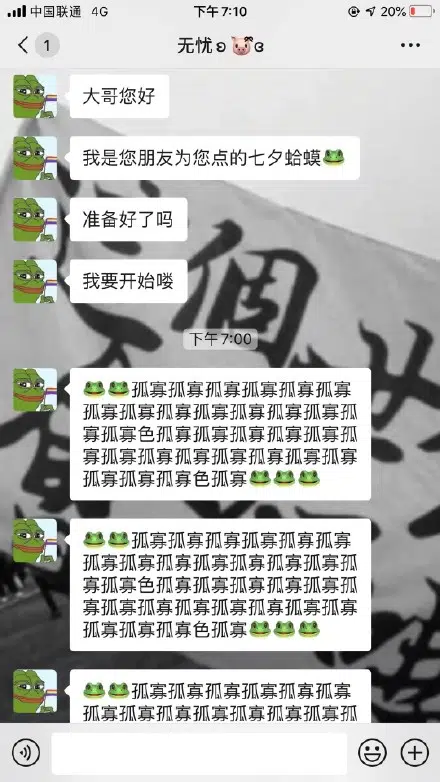 中国联通 4G 下午7:10 20%
1 无忧ʚ🐷ɞ
大哥您好
我是您朋友为您点的七夕蛤蟆🐸
准备好了吗
我要开始喽
下午7:00
🐸🐸孤寡孤寡孤寡孤寡孤寡孤寡
孤寡孤寡孤寡孤寡孤寡孤寡孤寡孤
寡孤寡色孤寡孤寡孤寡孤寡孤寡孤
寡孤寡孤寡孤寡孤寡孤寡孤寡孤寡
孤寡孤寡孤寡色孤寡🐸🐸🐸
🐸🐸孤寡孤寡孤寡孤寡孤寡孤寡
孤寡孤寡孤寡孤寡孤寡孤寡孤寡孤
寡孤寡色孤寡孤寡孤寡孤寡孤寡孤
寡孤寡孤寡孤寡孤寡孤寡孤寡孤寡
孤寡孤寡孤寡色孤寡🐸🐸🐸
🐸🐸孤寡孤寡孤寡孤寡孤寡孤寡
孤寡孤寡孤寡孤寡孤寡孤寡孤寡孤
個